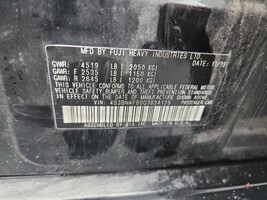 MFD. BY FUJI HEAVY INDUSTRIES LTD.
DATE: 11/15
GVWR: 4519 LB ( 2050 KG)
GAWR: F 2535 LB ( 1150 KG)
GAWR: R 2645 LB ( 1200 KG)
THIS VEHICLE CONFORMS TO ALL APPLICABLE FEDERAL MOTOR
VEHICLE SAFETY, BUMPER AND THEFT PREVENTION STANDARDS IN
EFFECT ON THE DATE OF MANUFACTURE SHOWN ABOVE.
VIN: PASSENGER CAR